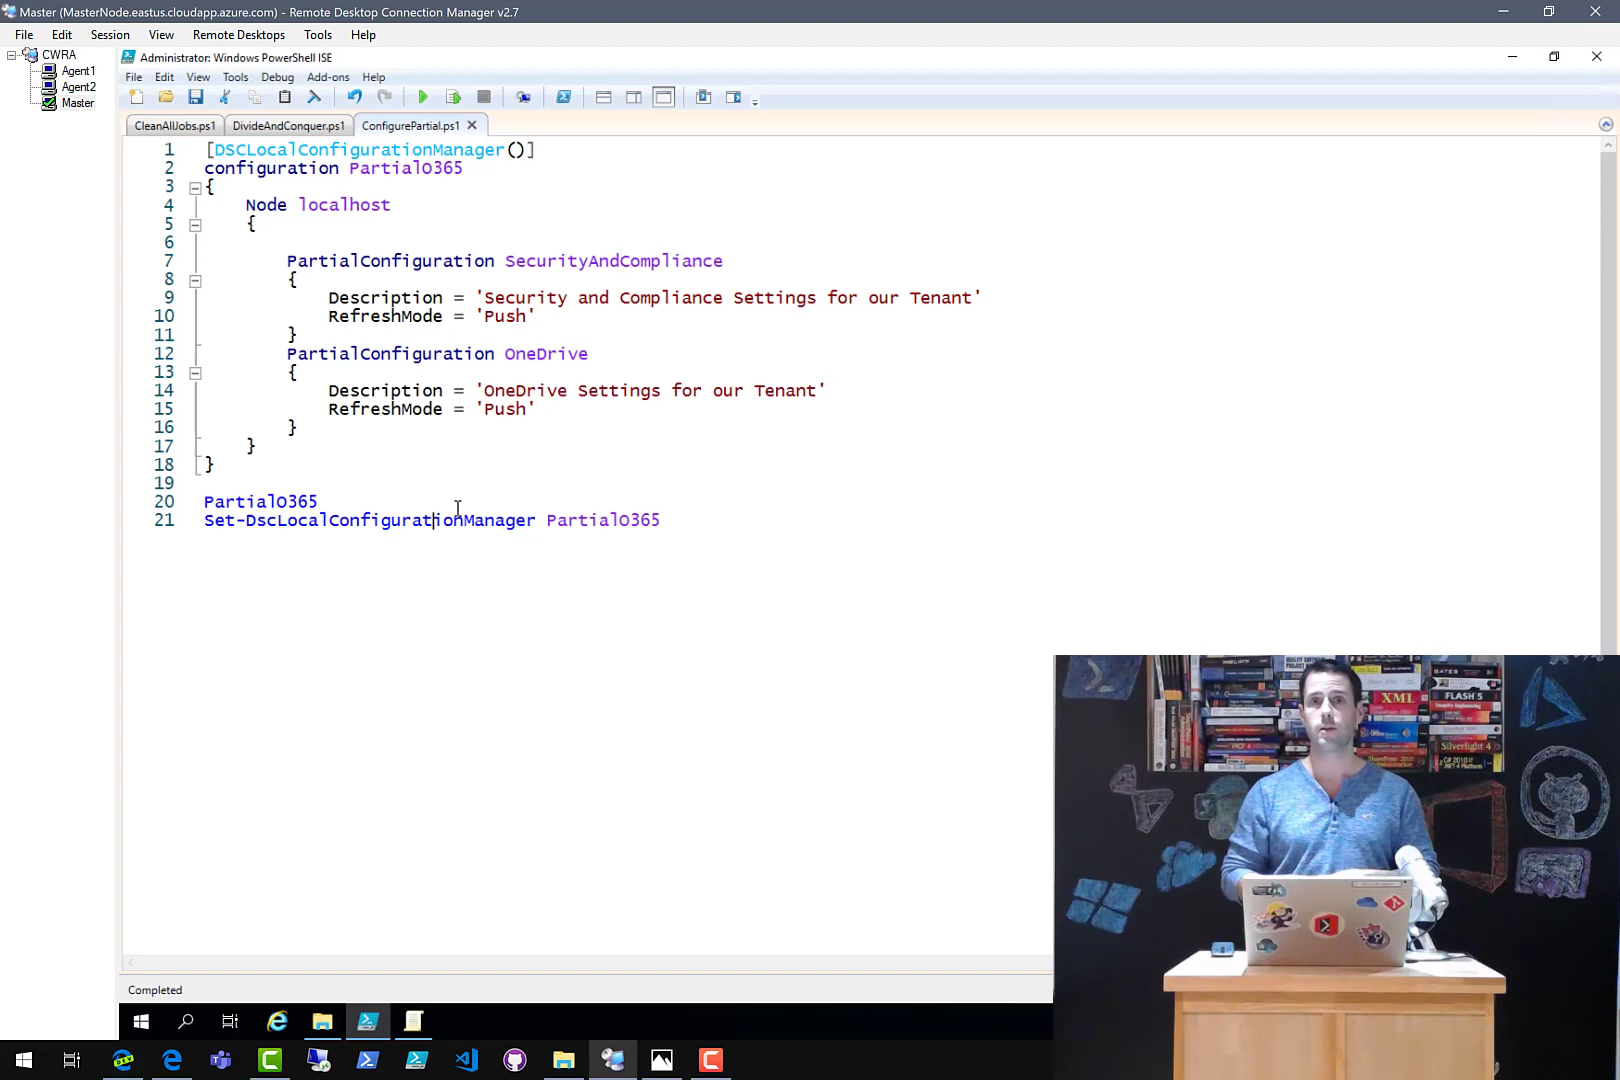 Master (MasterNode.eastus.cloudapp.azure.com) - Remote Desktop Connection Manager v2.7
File Edit Session View Remote Desktops Tools Help
CWRA
Agent1
Agent2
Master
Administrator: Windows PowerShell ISE
File Edit View Tools Debug Add-ons Help
CleanAllJobs.ps1 DivideAndConquer.ps1 ConfigurePartial.ps1
1 [DSCLocalConfigurationManager()]
2 configuration PartialO365
3 {
4 Node localhost
5 {
6
7 PartialConfiguration SecurityAndCompliance
8 {
9 Description = 'Security and Compliance Settings for our Tenant'
10 RefreshMode = 'Push'
11 }
12 PartialConfiguration OneDrive
13 {
14 Description = 'OneDrive Settings for our Tenant'
15 RefreshMode = 'Push'
16 }
17 }
18 }
19
20 PartialO365
21 Set-DscLocalConfigurationManager PartialO365
XML
FLASH 5
Silverlight 4
Completed